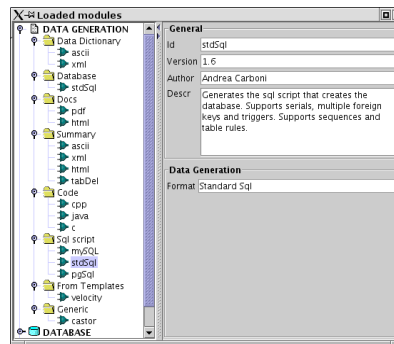 Loaded modules
DATA GENERATION
Data Dictionary
ascii
xml
Database
stdSql
Docs
pdf
html
Summary
ascii
xml
html
tabDel
Code
cpp
java
c
Sql script
mySQL
stdSql
pgSql
From Templates
velocity
Generic
castor
DATABASE
General
Id stdSql
Version 1.6
Author Andrea Carboni
Descr Generates the sql script that creates the
database. Supports serials, multiple foreign
keys and triggers. Supports sequences and
table rules.
Data Generation
Format Standard Sql